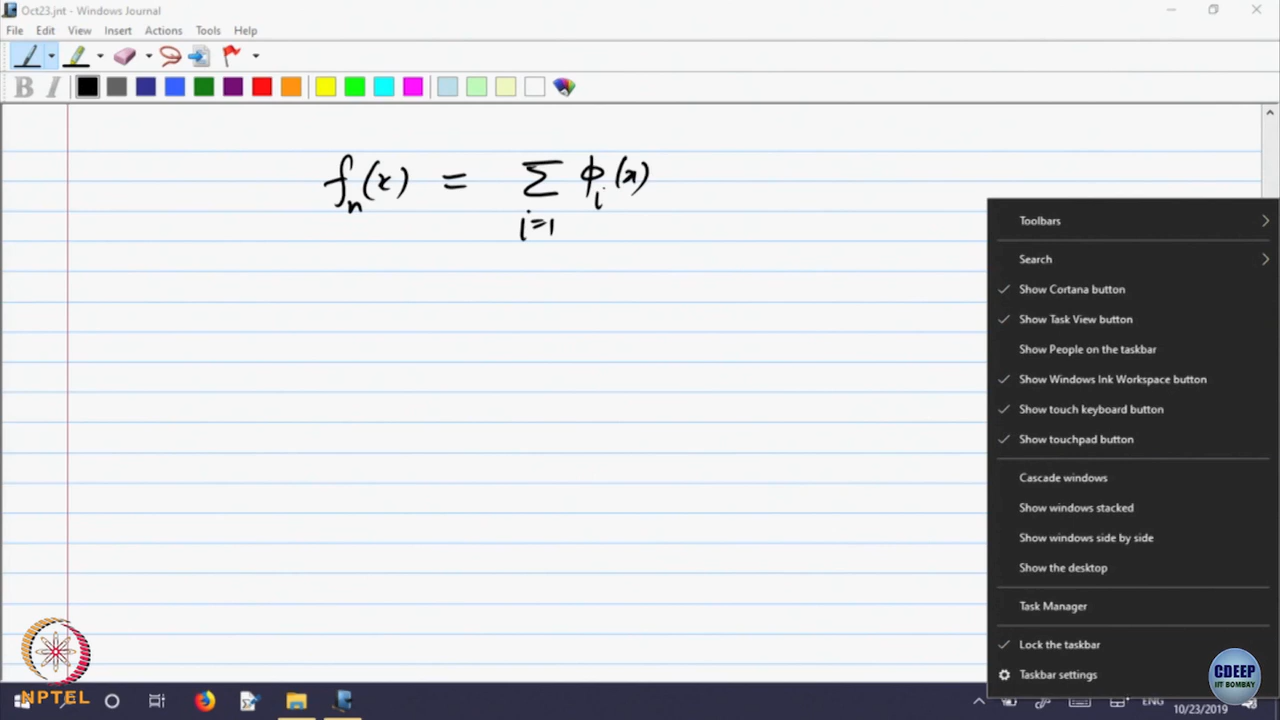 Oct23.jnt - Windows Journal
File Edit View Insert Actions Tools Help
B I
fₙ(x) = Σ ϕᵢ(x)
i=1
Toolbars
Search
Show Cortana button
Show Task View button
Show People on the taskbar
Show Windows Ink Workspace button
Show touch keyboard button
Show touchpad button
Cascade windows
Show windows stacked
Show windows side by side
Show the desktop
Task Manager
Lock the taskbar
Taskbar settings
CDEEP
IIT BOMBAY
NPTEL
ENG
10/23/2019